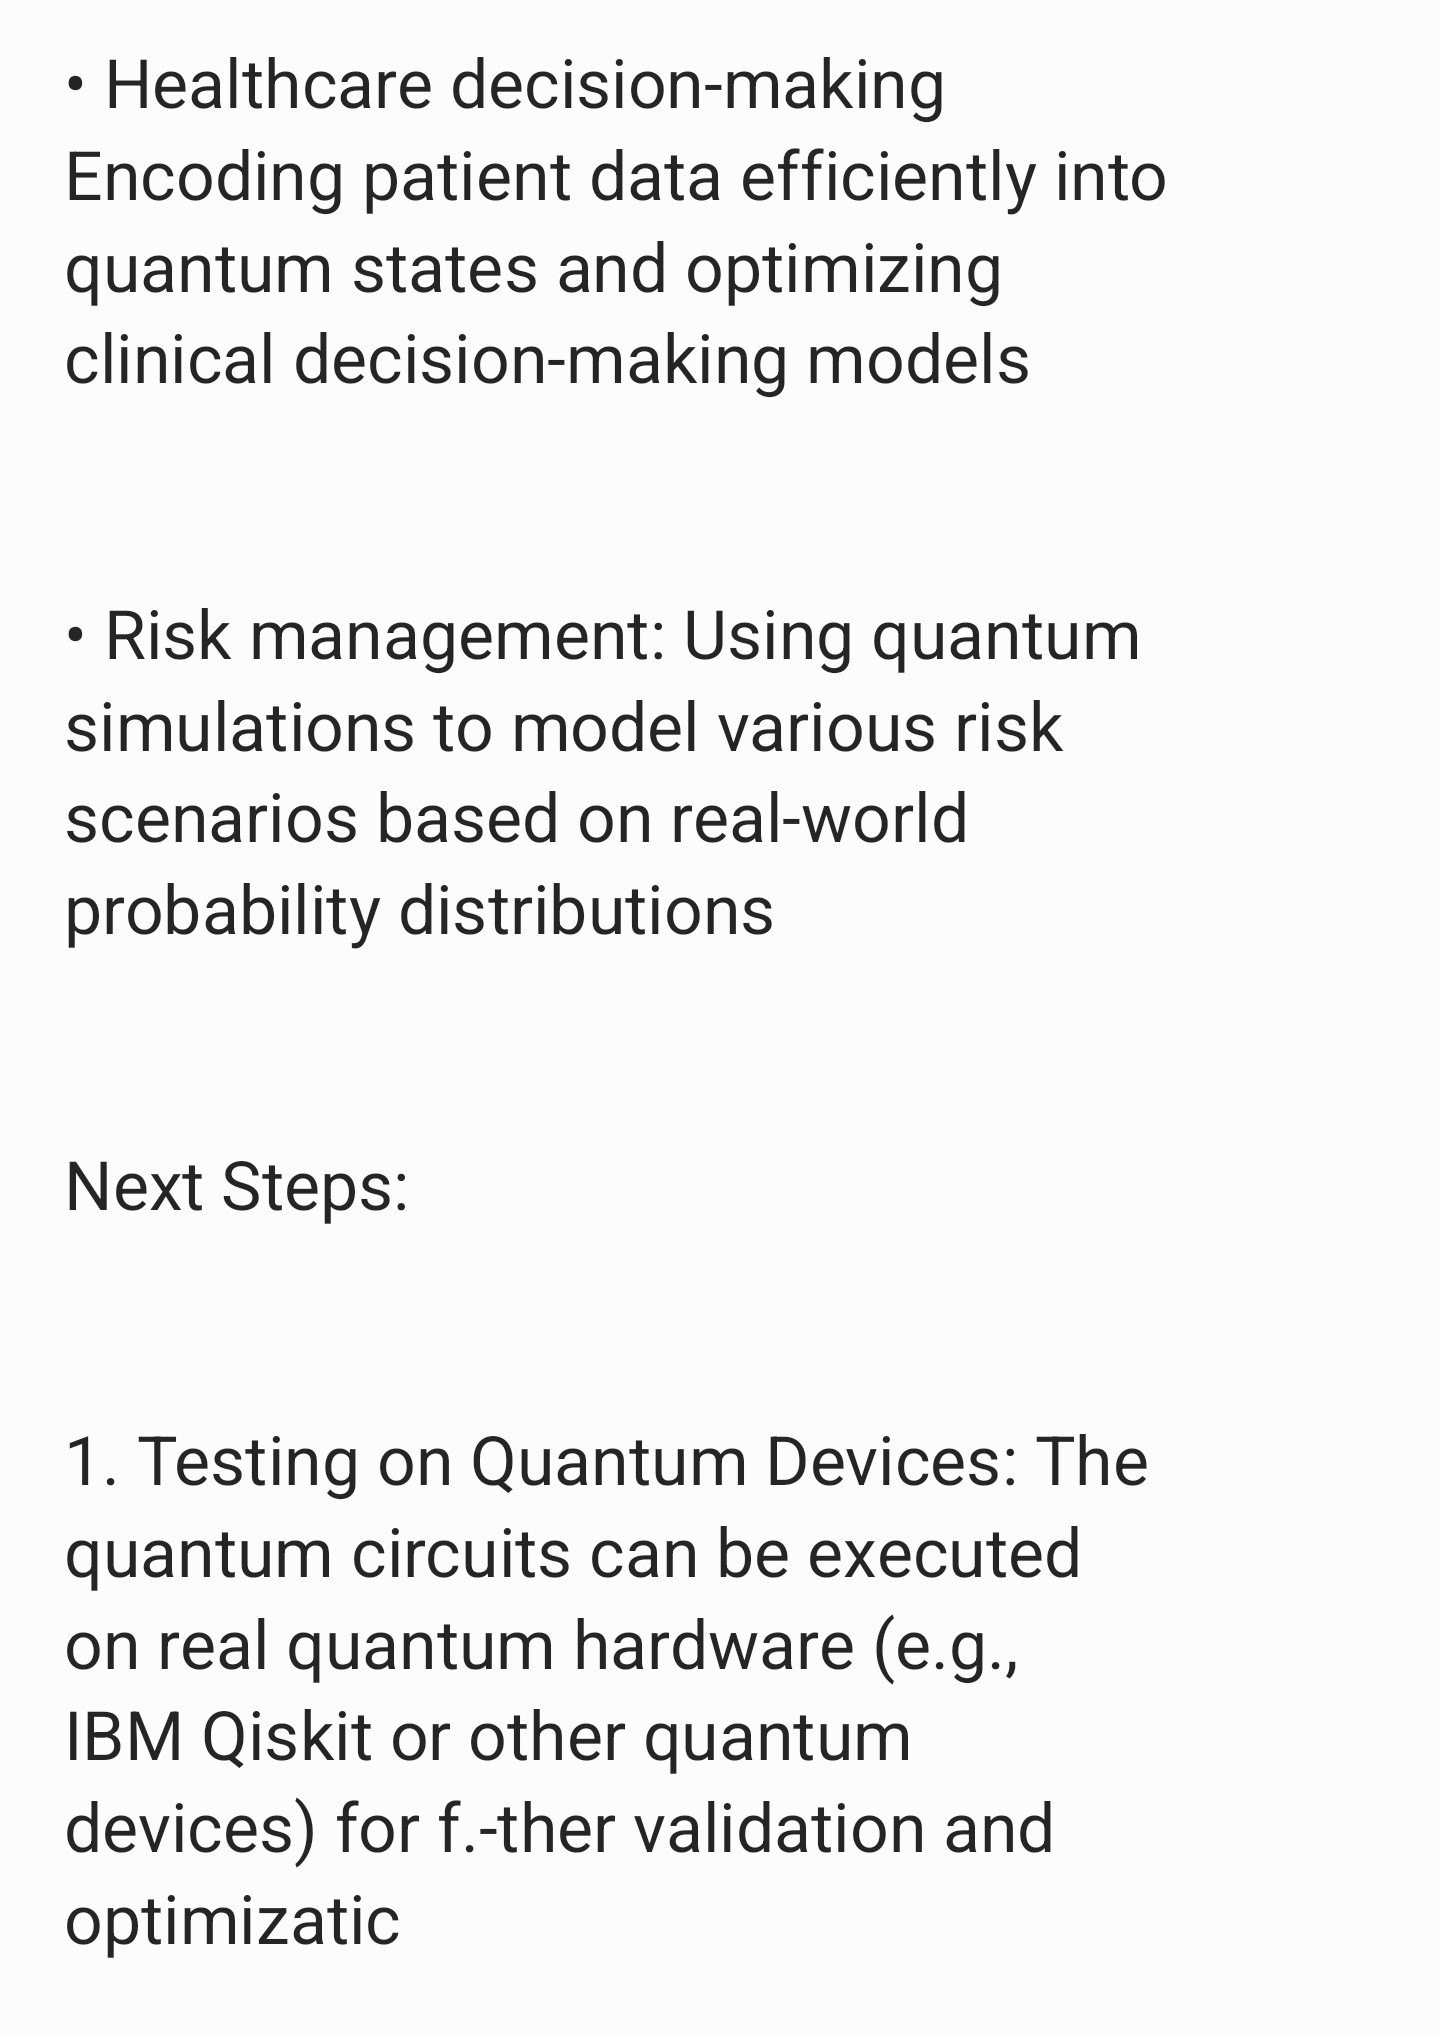 • Healthcare decision-making
Encoding patient data efficiently into
quantum states and optimizing
clinical decision-making models
• Risk management: Using quantum
simulations to model various risk
scenarios based on real-world
probability distributions
Next Steps:
1. Testing on Quantum Devices: The
quantum circuits can be executed
on real quantum hardware (e.g.,
IBM Qiskit or other quantum
devices) for f.-ther validation and
optimizatic